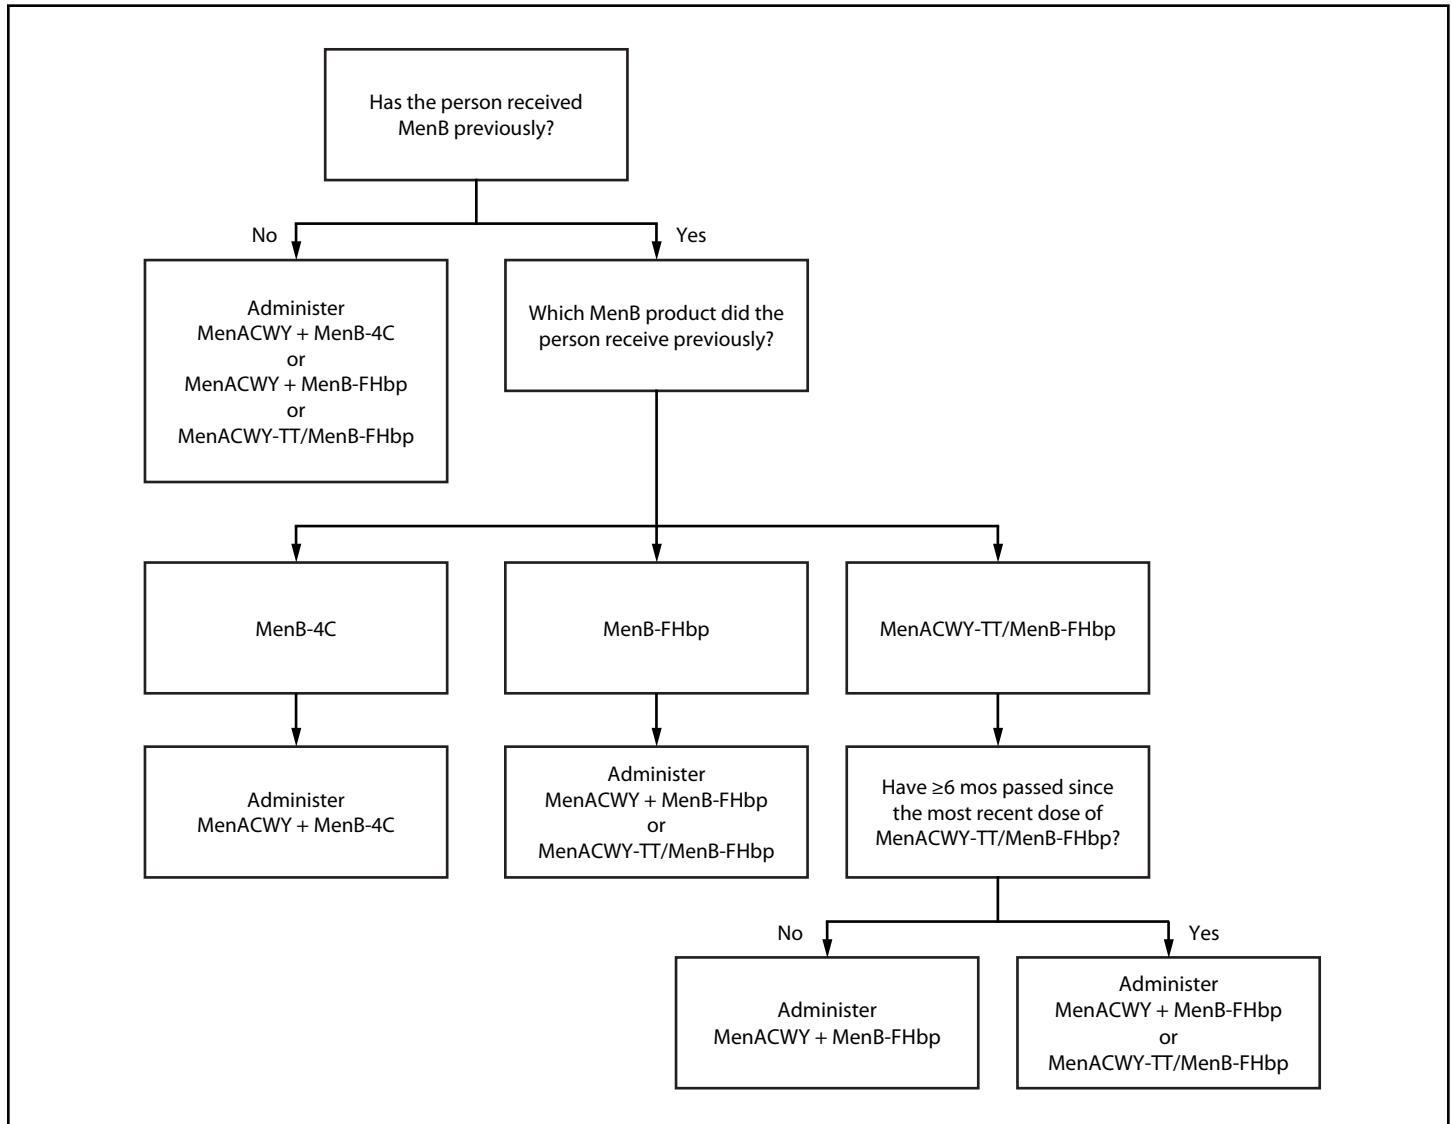 Has the person received
MenB previously?
No
Yes
Administer
MenACWY + MenB-4C
or
MenACWY + MenB-FHbp
or
MenACWY-TT/MenB-FHbp
Which MenB product did the
person receive previously?
MenB-4C
MenB-FHbp
MenACWY-TT/MenB-FHbp
Administer
MenACWY + MenB-4C
Administer
MenACWY + MenB-FHbp
or
MenACWY-TT/MenB-FHbp
Have ≥6 mos passed since
the most recent dose of
MenACWY-TT/MenB-FHbp?
No
Yes
Administer
MenACWY + MenB-FHbp
Administer
MenACWY + MenB-FHbp
or
MenACWY-TT/MenB-FHbp